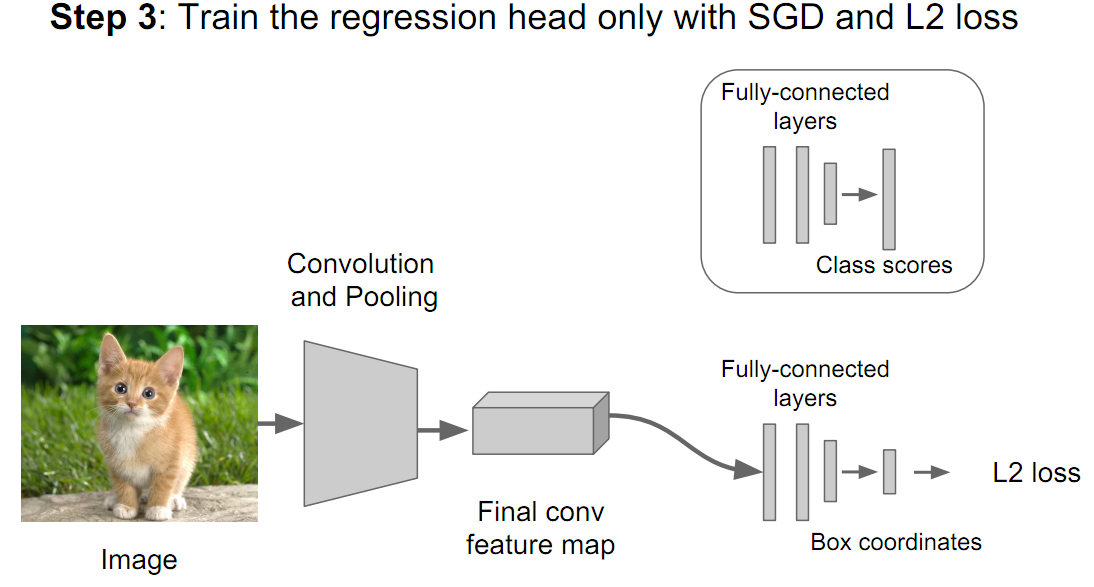 Step 3: Train the regression head only with SGD and L2 loss
Fully-connected
layers
Class scores
Convolution
and Pooling
Fully-connected
layers
L2 loss
Final conv
feature map
Box coordinates
Image